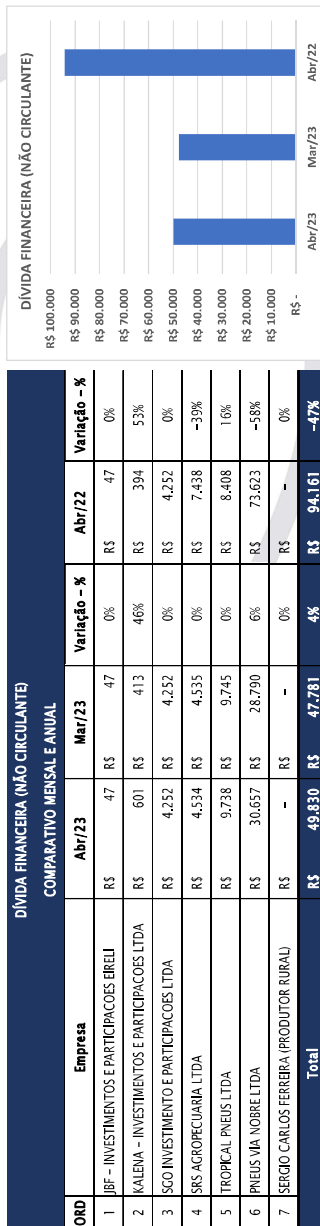 DÍVIDA FINANCEIRA (NÃO CIRCULANTE)
COMPARATIVO MENSAL E ANUAL
ORD Empresa Abr/23 Mar/23 Variação - % Abr/22 Variação - %
1 JBF - INVESTIMENTOS E PARTICIPACOES EIRELI R$ 47 R$ 47 0% R$ 47 0%
2 KALENA - INVESTIMENTOS E PARTICIPACOES LTDA R$ 601 R$ 413 46% R$ 394 53%
3 SGO INVESTIMENTO E PARTICIPACOES LTDA R$ 4.252 R$ 4.252 0% R$ 4.252 0%
4 SRS AGROPECUARIA LTDA R$ 4.534 R$ 4.535 0% R$ 7.438 -39%
5 TROPICAL PNEUS LTDA R$ 9.738 R$ 9.745 0% R$ 8.408 16%
6 PNEUS VIA NOBRE LTDA R$ 30.657 R$ 28.790 6% R$ 73.623 -58%
7 SERGIO CARLOS FERREIRA (PRODUTOR RURAL) R$ - R$ - 0% R$ - 0%
Total R$ 49.830 R$ 47.781 4% R$ 94.161 -47%
DÍVIDA FINANCEIRA (NÃO CIRCULANTE)
R$ 100.000
R$ 90.000
R$ 80.000
R$ 70.000
R$ 60.000
R$ 50.000
R$ 40.000
R$ 30.000
R$ 20.000
R$ 10.000
R$ -
Abr/23 Mar/23 Abr/22